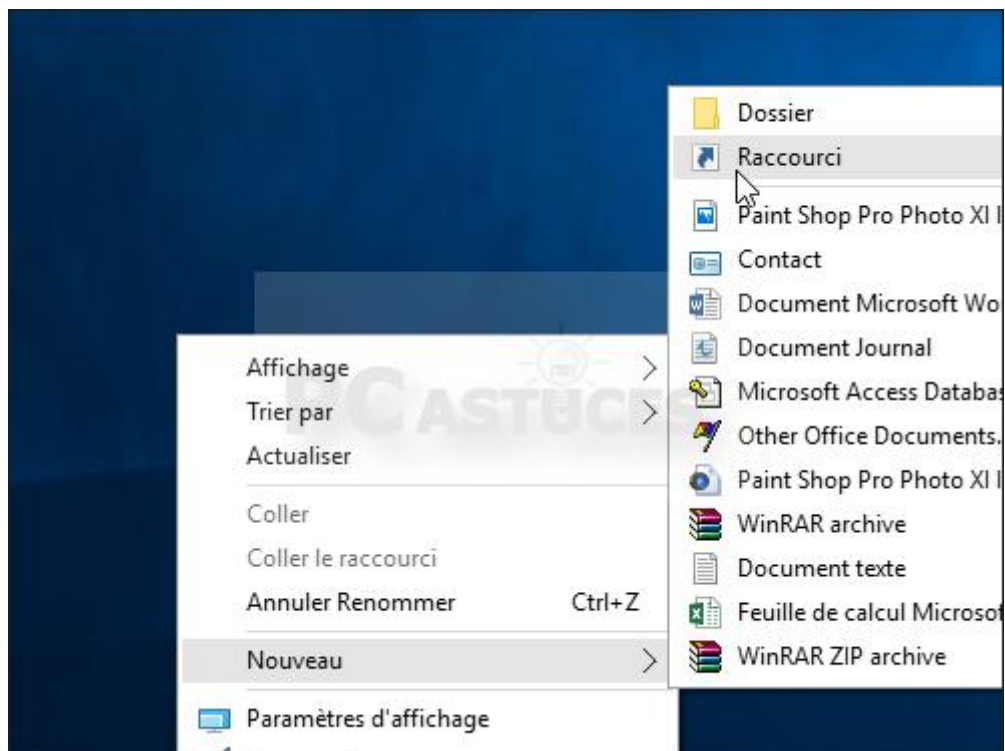 Affichage
Trier par
Actualiser
Coller
Coller le raccourci
Annuler Renommer Ctrl+Z
Nouveau
Paramètres d'affichage
Dossier
Raccourci
Paint Shop Pro Photo XI I
Contact
Document Microsoft Wo
Document Journal
Microsoft Access Databas
Other Office Documents.
Paint Shop Pro Photo XI I
WinRAR archive
Document texte
Feuille de calcul Microsof
WinRAR ZIP archive
PC ASTUCES